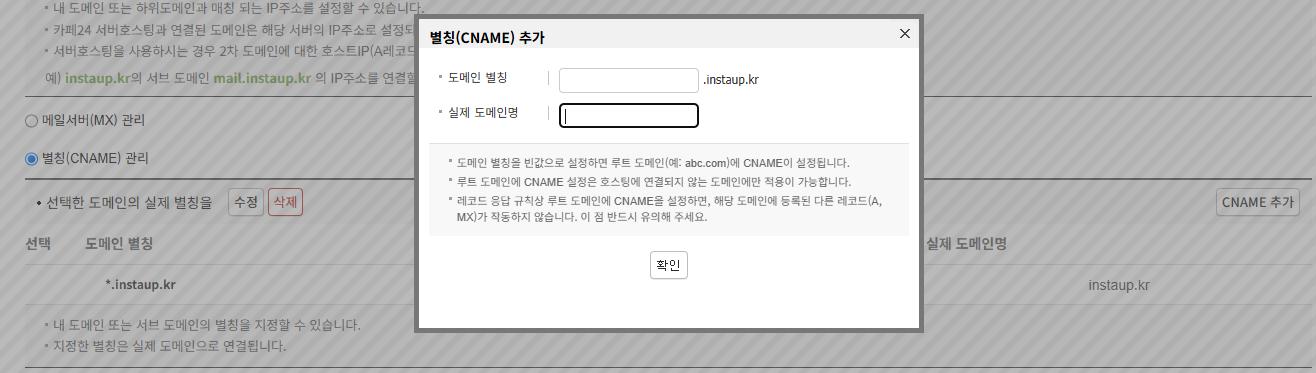 내 도메인 또는 하위도메인과 매칭 되는 IP주소를 설정할 수 있습니다.
카페24 서버호스팅과 연결된 도메인은 해당 서버의 IP주소로 설정되
서버호스팅을 사용하시는 경우 2차 도메인에 대한 호스트IP(A레코드
예) instaup.kr의 서브 도메인 mail.instaup.kr 의 IP주소를 연결할
메일서버(MX) 관리
별칭(CNAME) 관리
선택한 도메인의 실제 별칭을 수정 삭제
CNAME 추가
선택 도메인 별칭 실제 도메인명
*.instaup.kr instaup.kr
내 도메인 또는 서브 도메인의 별칭을 지정할 수 있습니다.
지정한 별칭은 실제 도메인으로 연결됩니다.
별칭(CNAME) 추가
도메인 별칭 .instaup.kr
실제 도메인명
도메인 별칭을 빈값으로 설정하면 루트 도메인(예: abc.com)에 CNAME이 설정됩니다.
루트 도메인에 CNAME 설정은 호스팅에 연결되지 않는 도메인에만 적용이 가능합니다.
레코드 응답 규칙상 루트 도메인에 CNAME을 설정하면, 해당 도메인에 등록된 다른 레코드(A,
MX)가 작동하지 않습니다. 이 점 반드시 유의해 주세요.
확인